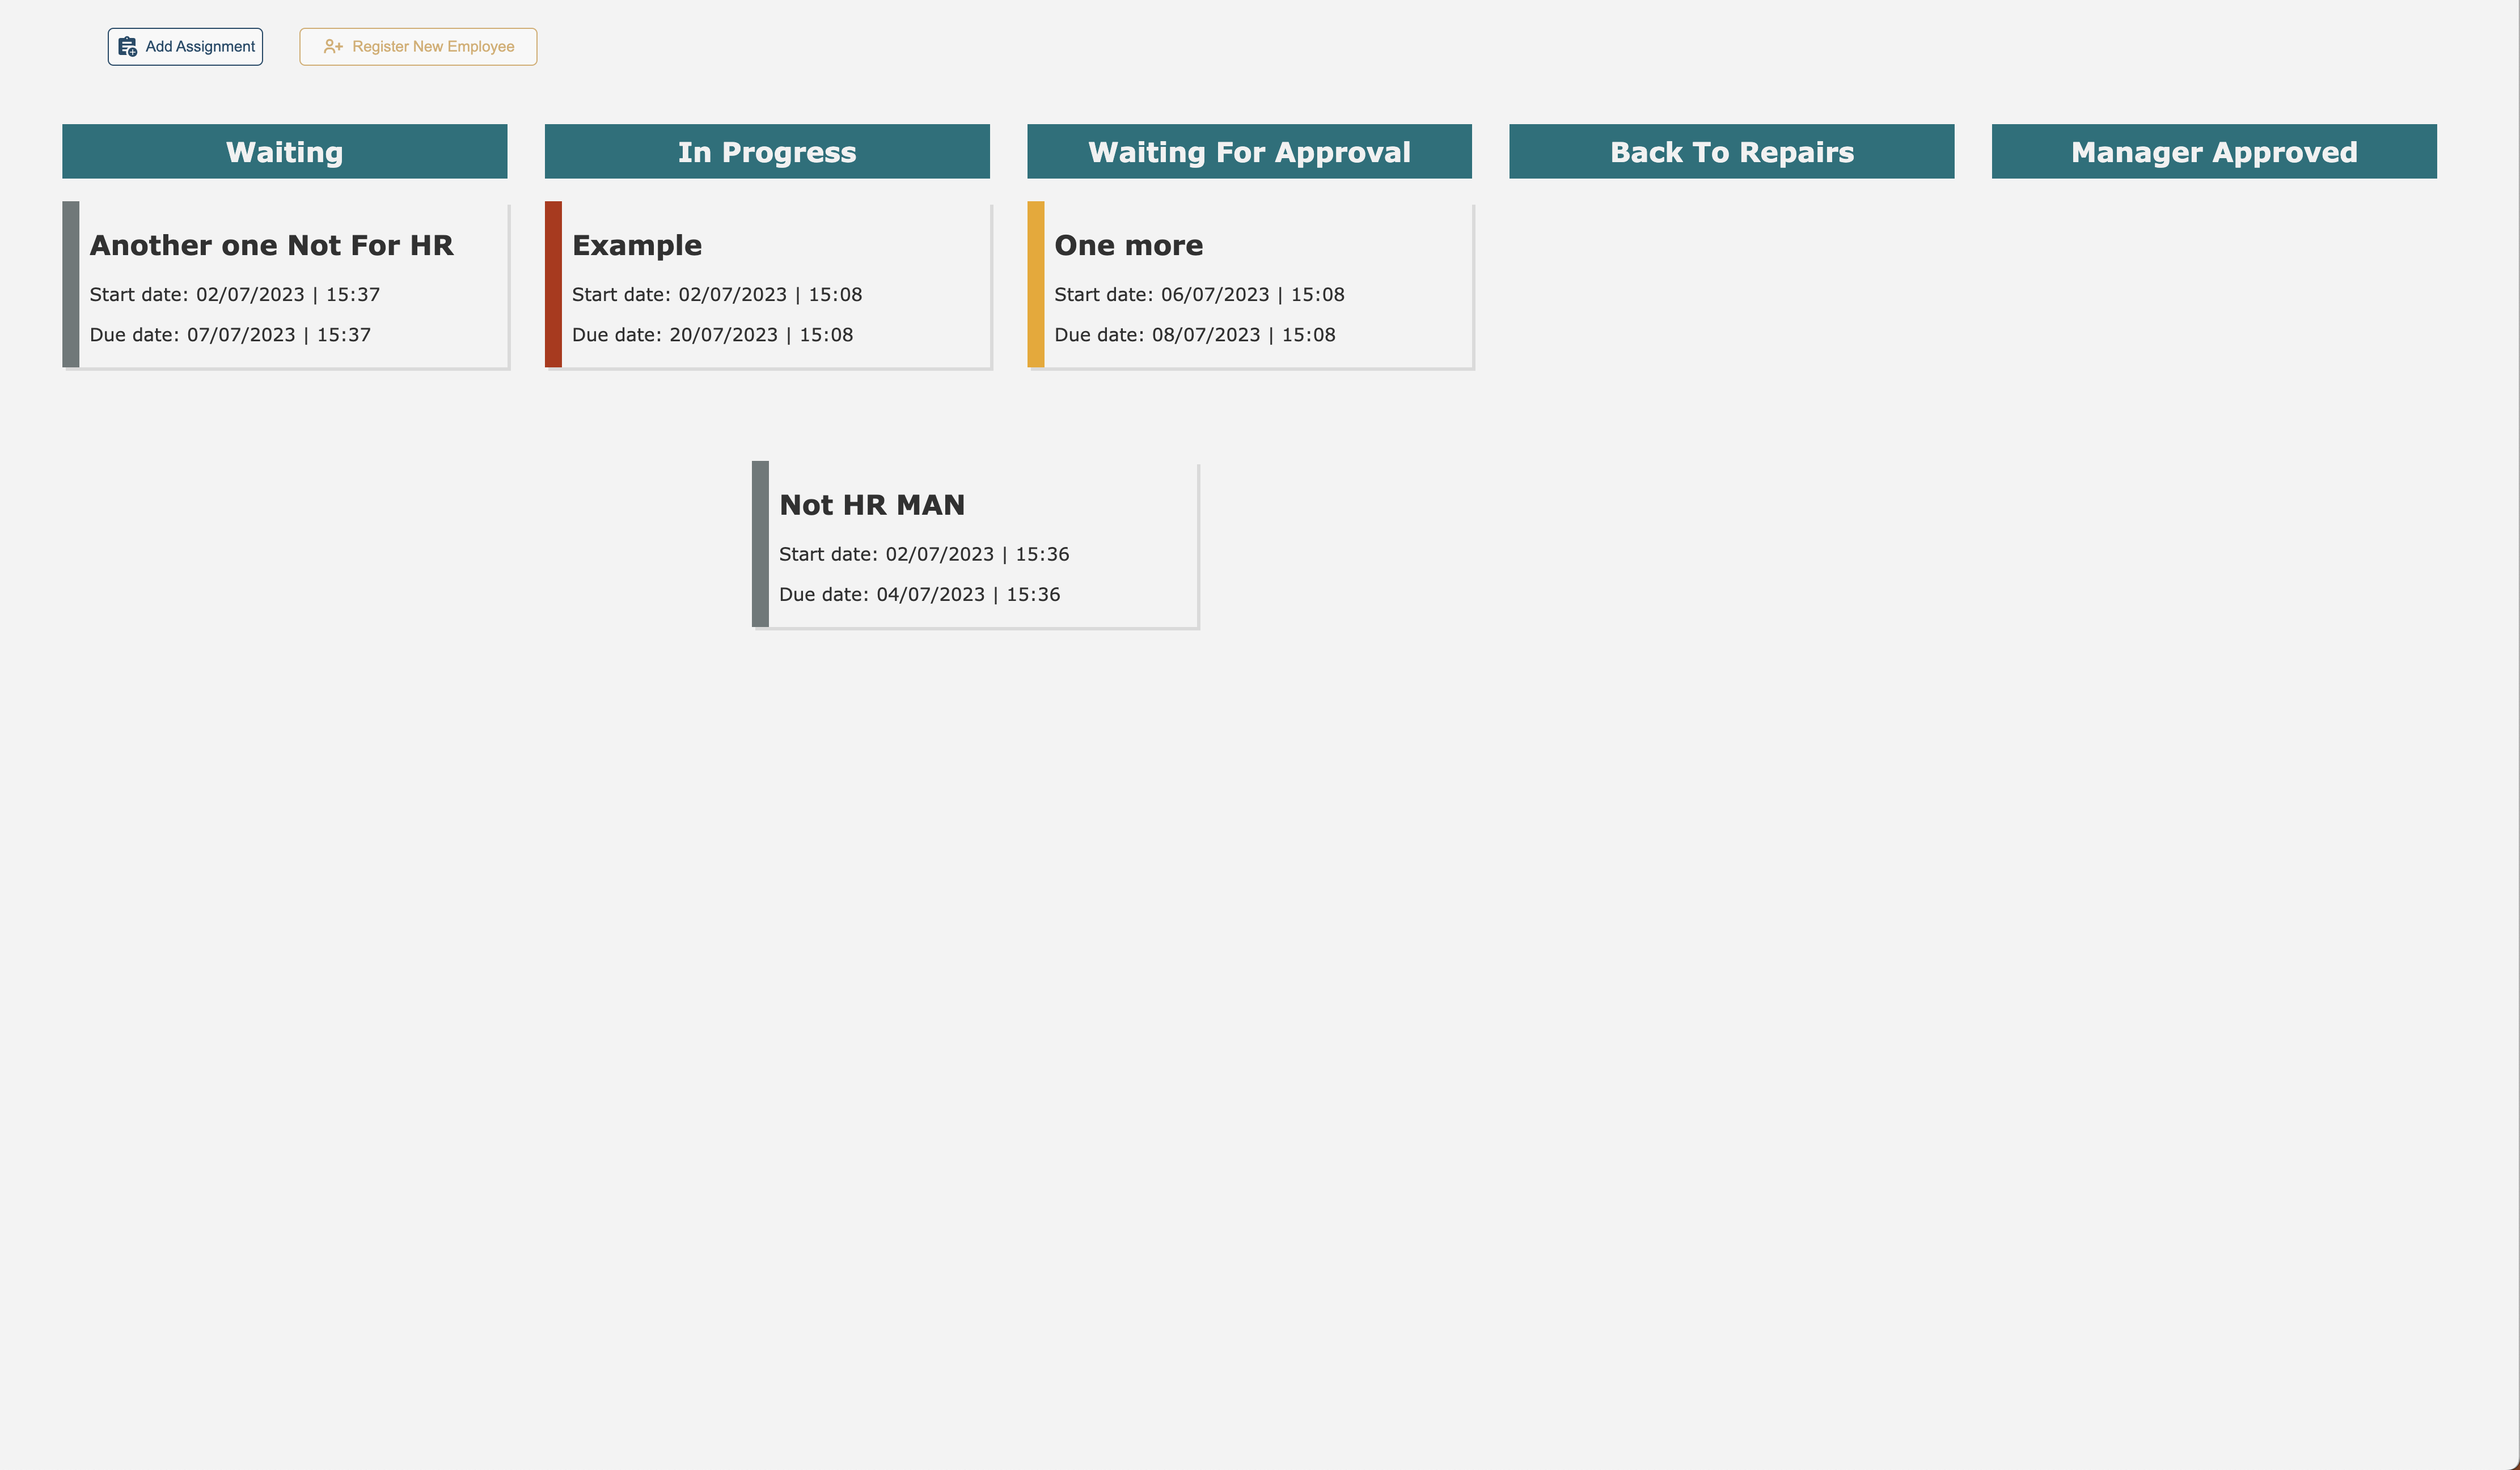 Add Assignment
Register New Employee
Waiting
In Progress
Waiting For Approval
Back To Repairs
Manager Approved
Another one Not For HR
Start date: 02/07/2023 | 15:37
Due date: 07/07/2023 | 15:37
Example
Start date: 02/07/2023 | 15:08
Due date: 20/07/2023 | 15:08
One more
Start date: 06/07/2023 | 15:08
Due date: 08/07/2023 | 15:08
Not HR MAN
Start date: 02/07/2023 | 15:36
Due date: 04/07/2023 | 15:36